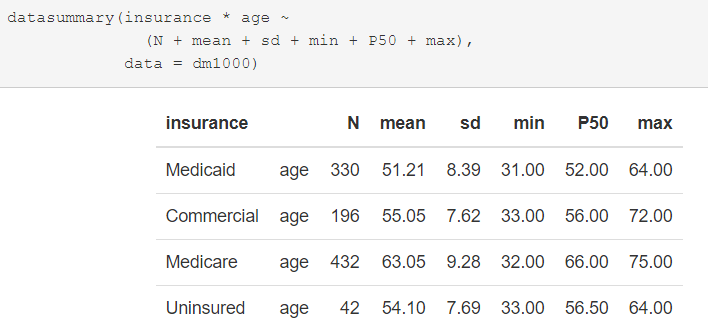 datasummary(insurance * age ~
(N + mean + sd + min + P50 + max),
data = dm1000)
insurance N mean sd min P50 max
Medicaid age 330 51.21 8.39 31.00 52.00 64.00
Commercial age 196 55.05 7.62 33.00 56.00 72.00
Medicare age 432 63.05 9.28 32.00 66.00 75.00
Uninsured age 42 54.10 7.69 33.00 56.50 64.00